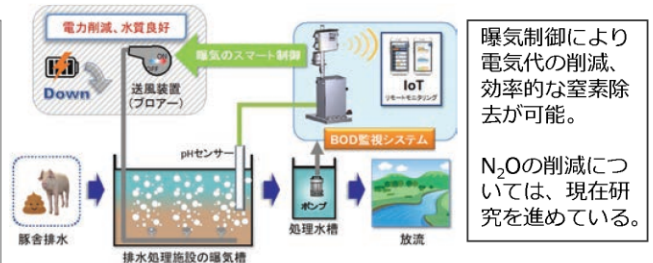 電力削減、水質良好
Down
送風装置
（ブロアー）
曝気のスマート制御
IoT
リモートモニタリング
BOD監視システム
pHセンサー
ポンプ
豚舎排水
排水処理施設の曝気槽
処理水槽
放流
曝気制御により
電気代の削減、
効率的な窒素除
去が可能。
N₂Oの削減につ
いては、現在研
究を進めている。